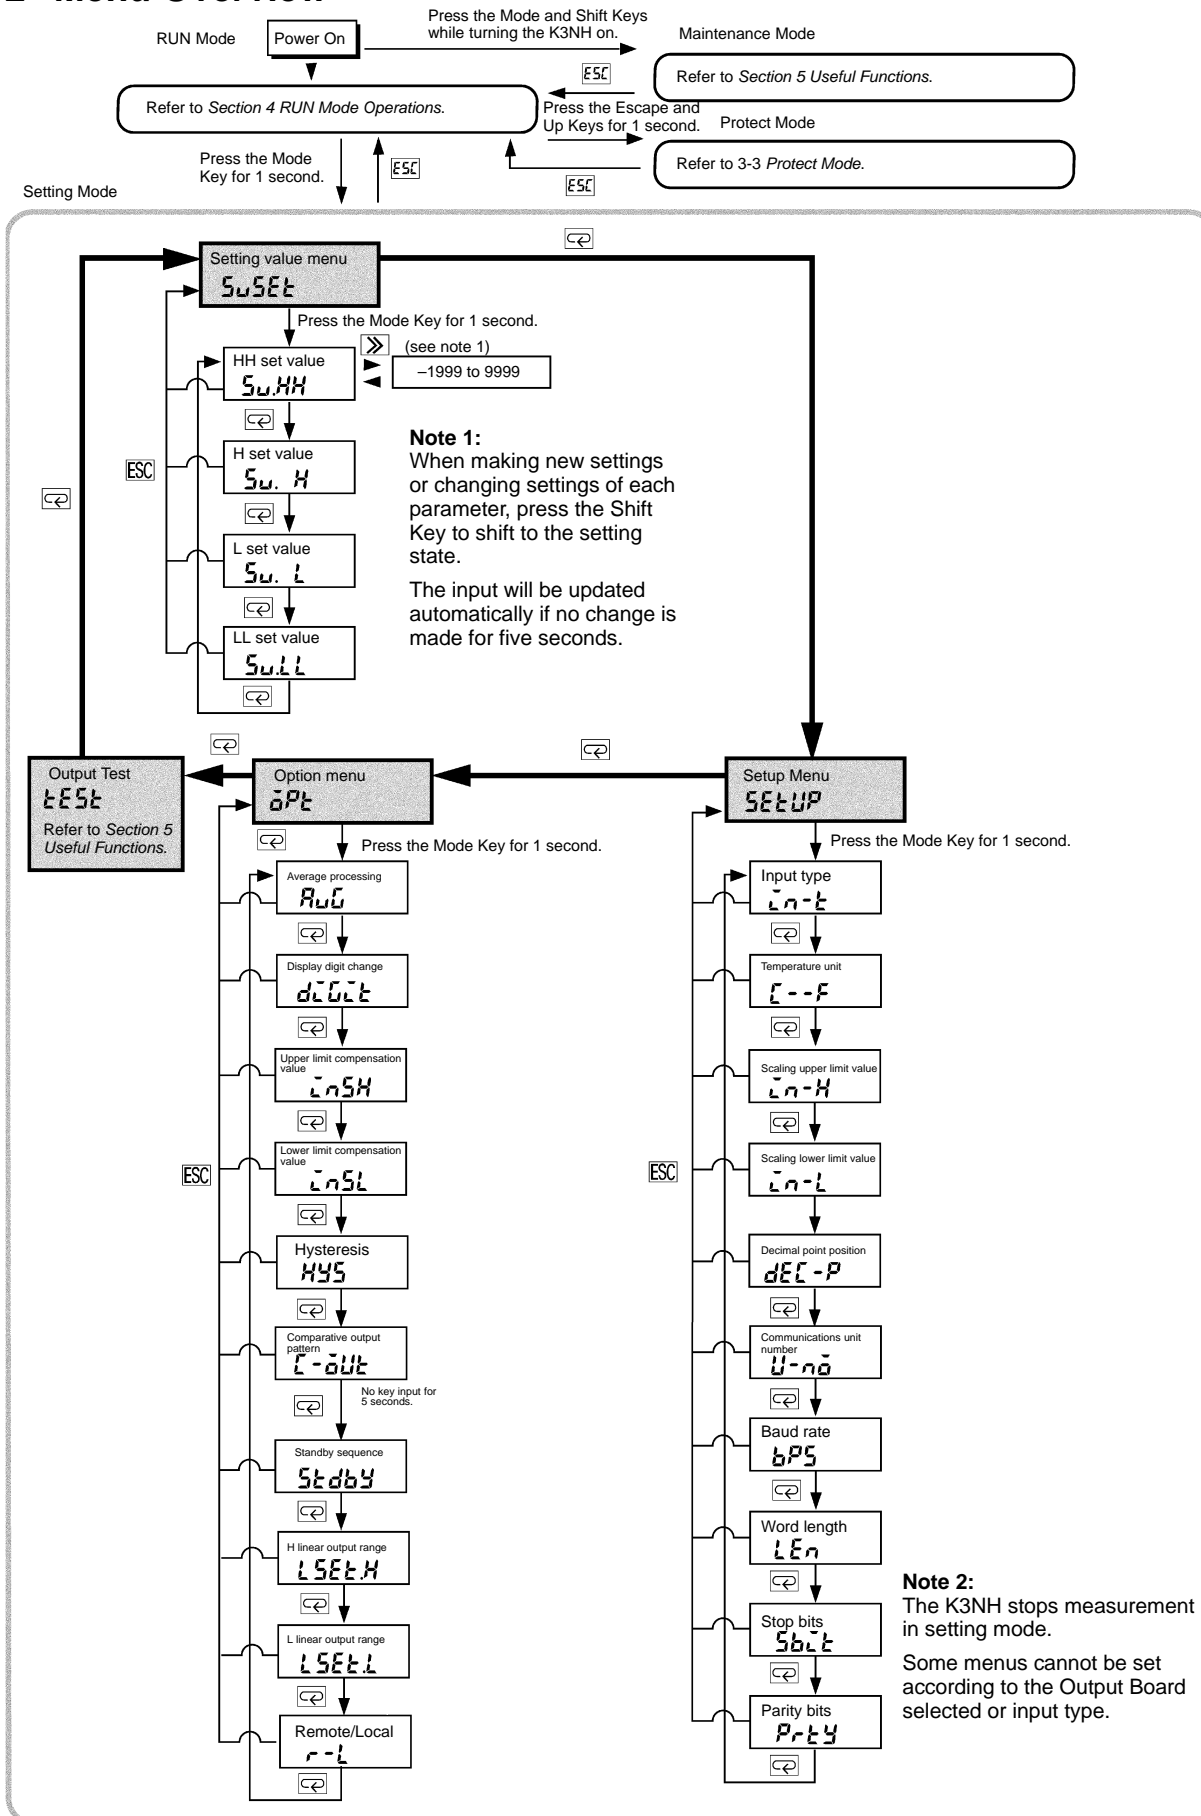 RUN Mode
Power On
Press the Mode and Shift Keys
while turning the K3NH on.
Maintenance Mode
ESC
Refer to Section 5 Useful Functions.
Refer to Section 4 RUN Mode Operations.
Press the Escape and
Up Keys for 1 second.
Protect Mode
Refer to 3-3 Protect Mode.
ESC
Press the Mode
Key for 1 second.
ESC
Setting Mode
Setting value menu
SvSEt
Press the Mode Key for 1 second.
HH set value
Sv.HH
(see note 1)
–1999 to 9999
H set value
Sv. H
L set value
Sv. L
LL set value
Sv.LL
ESC
Note 1:
When making new settings
or changing settings of each
parameter, press the Shift
Key to shift to the setting
state.
The input will be updated
automatically if no change is
made for five seconds.
Output Test
tESt
Refer to Section 5
Useful Functions.
Option menu
oPt
Press the Mode Key for 1 second.
Average processing
AvG
Display digit change
diGit
Upper limit compensation
value
inSH
Lower limit compensation
value
inSL
Hysteresis
HYS
Comparative output
pattern
C-oUt
No key input for
5 seconds.
Standby sequence
Stdby
H linear output range
LSEt.H
L linear output range
LSEt.L
Remote/Local
r-L
ESC
Setup Menu
SEtUP
Press the Mode Key for 1 second.
Input type
in-t
Temperature unit
C--F
Scaling upper limit value
in-H
Scaling lower limit value
in-L
Decimal point position
dEC-P
Communications unit
number
U-no
Baud rate
bPS
Word length
LEn
Stop bits
Sbit
Parity bits
PrtY
ESC
Note 2:
The K3NH stops measurement
in setting mode.
Some menus cannot be set
according to the Output Board
selected or input type.